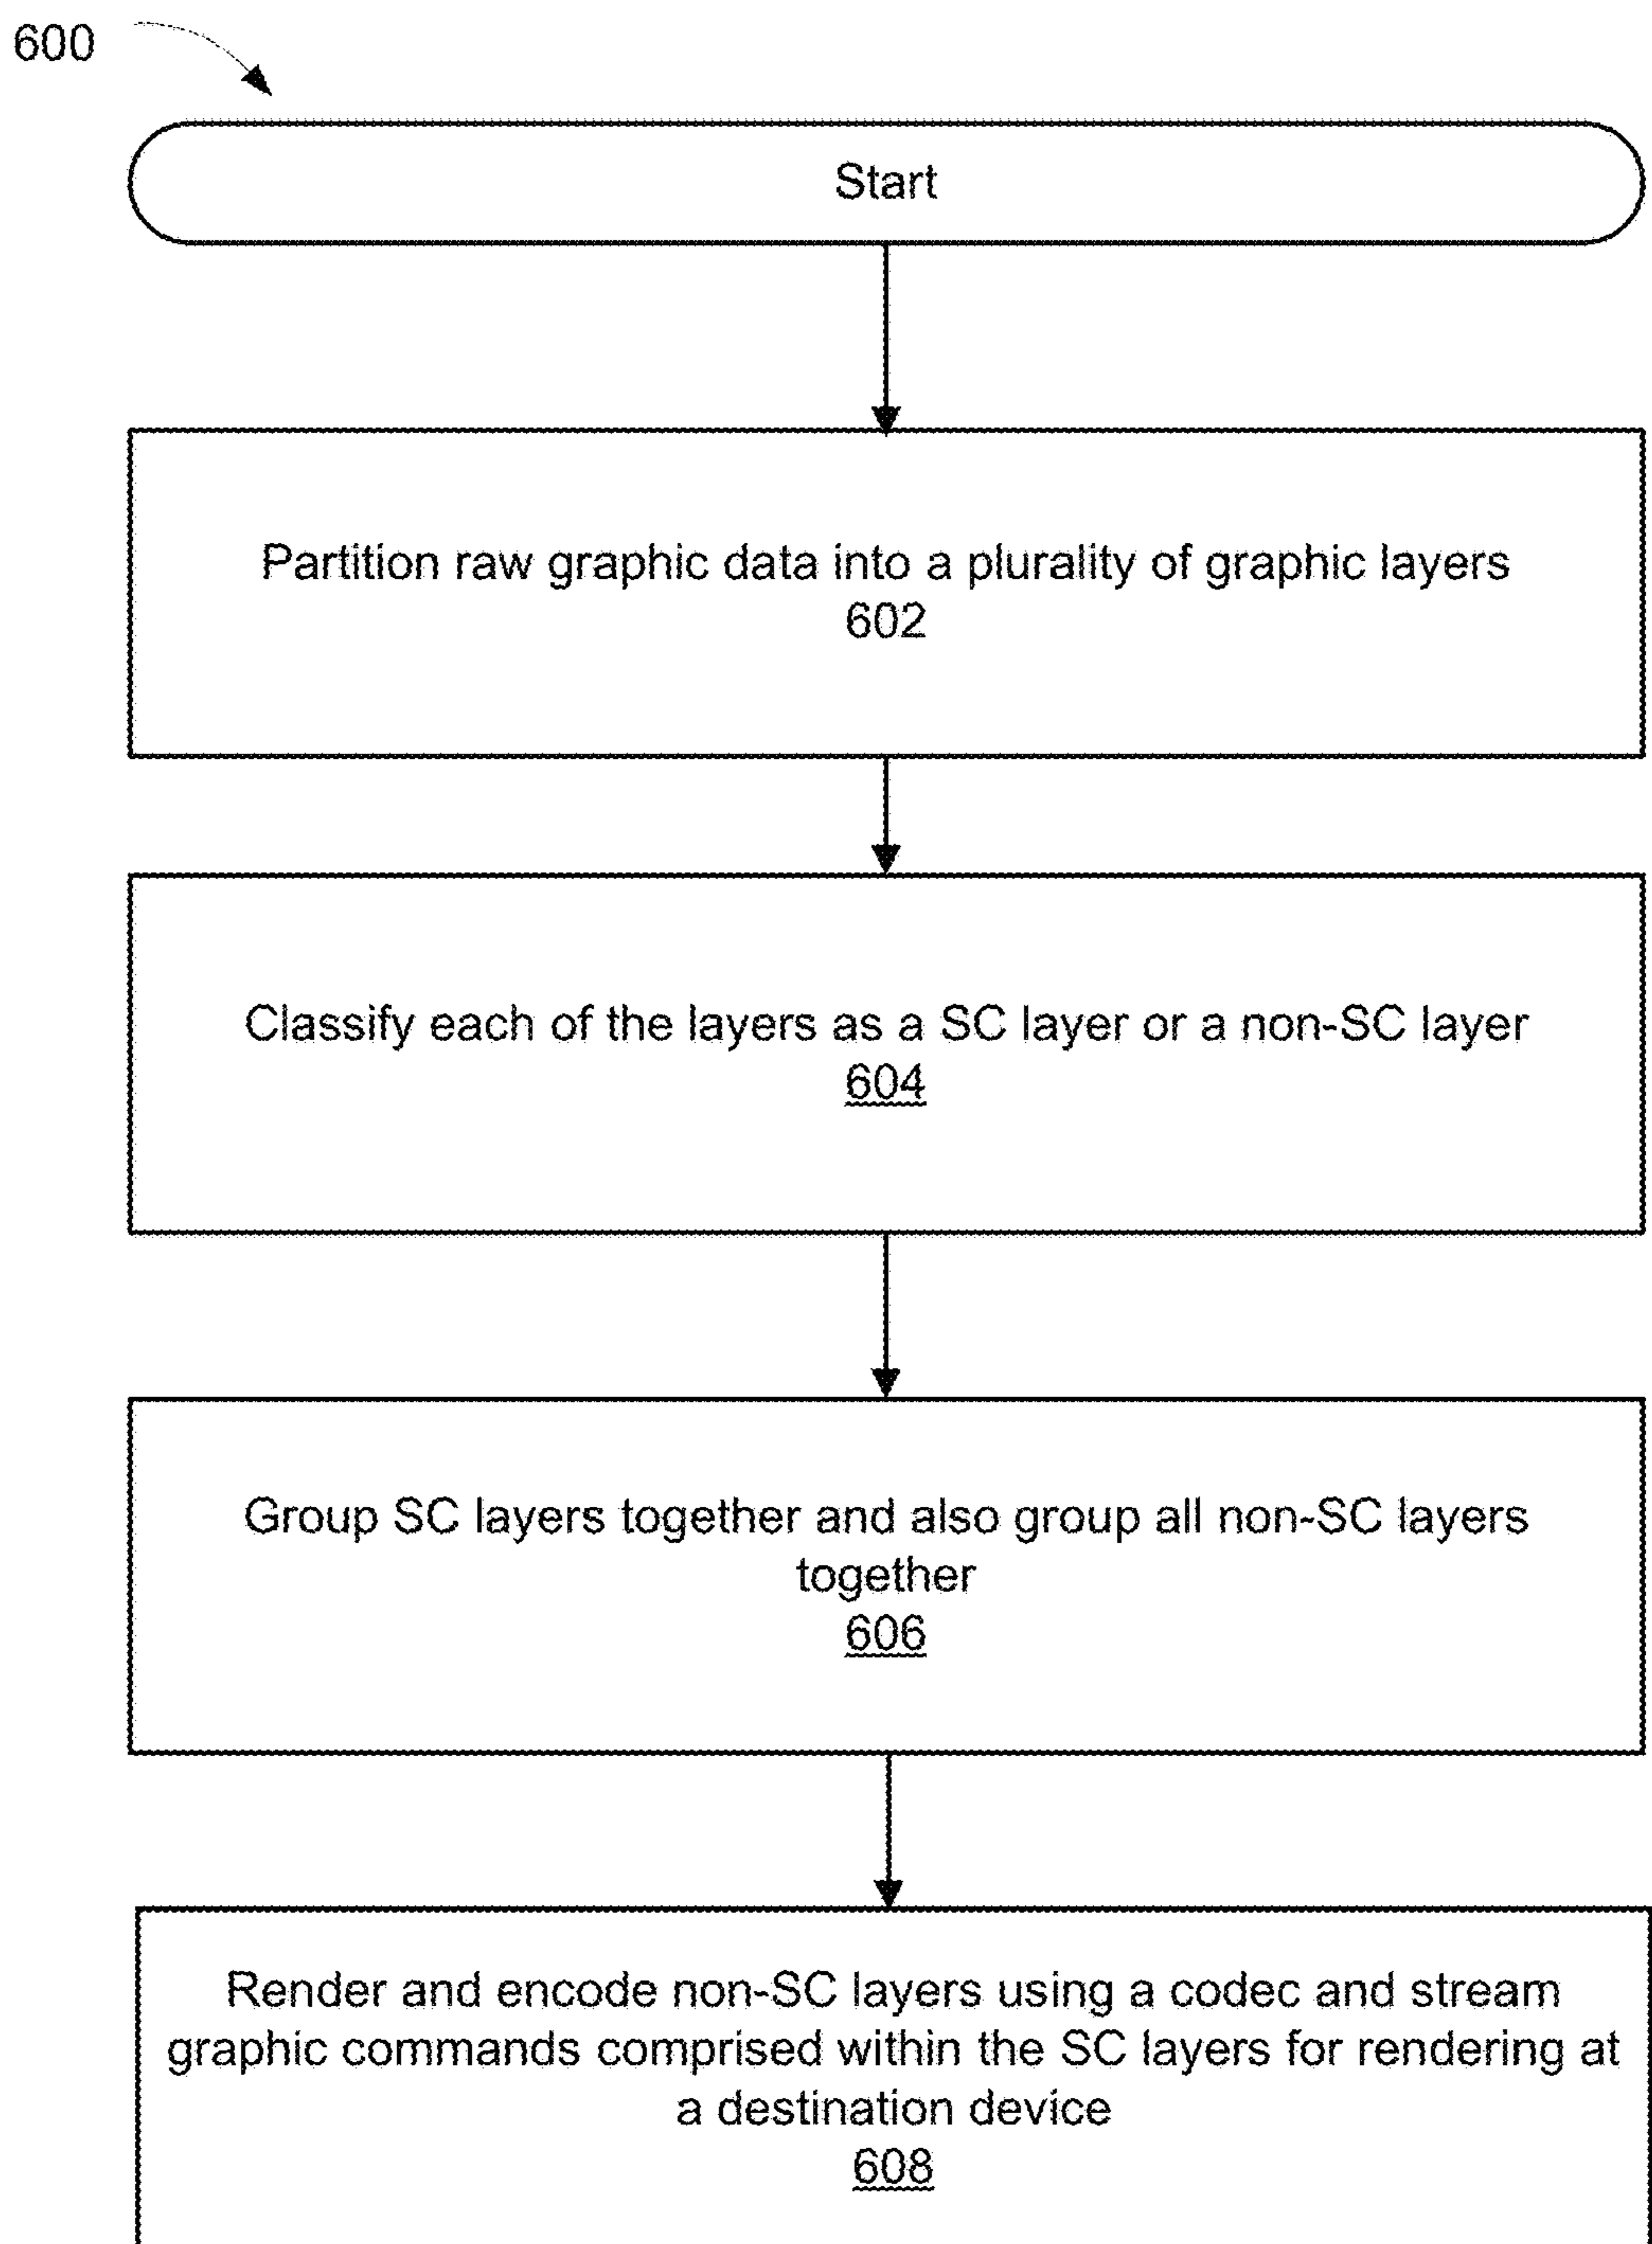 600
Start
Partition raw graphic data into a plurality of graphic layers
602
Classify each of the layers as a SC layer or a non-SC layer
604
Group SC layers together and also group all non-SC layers
together
606
Render and encode non-SC layers using a codec and stream
graphic commands comprised within the SC layers for rendering at
a destination device
608